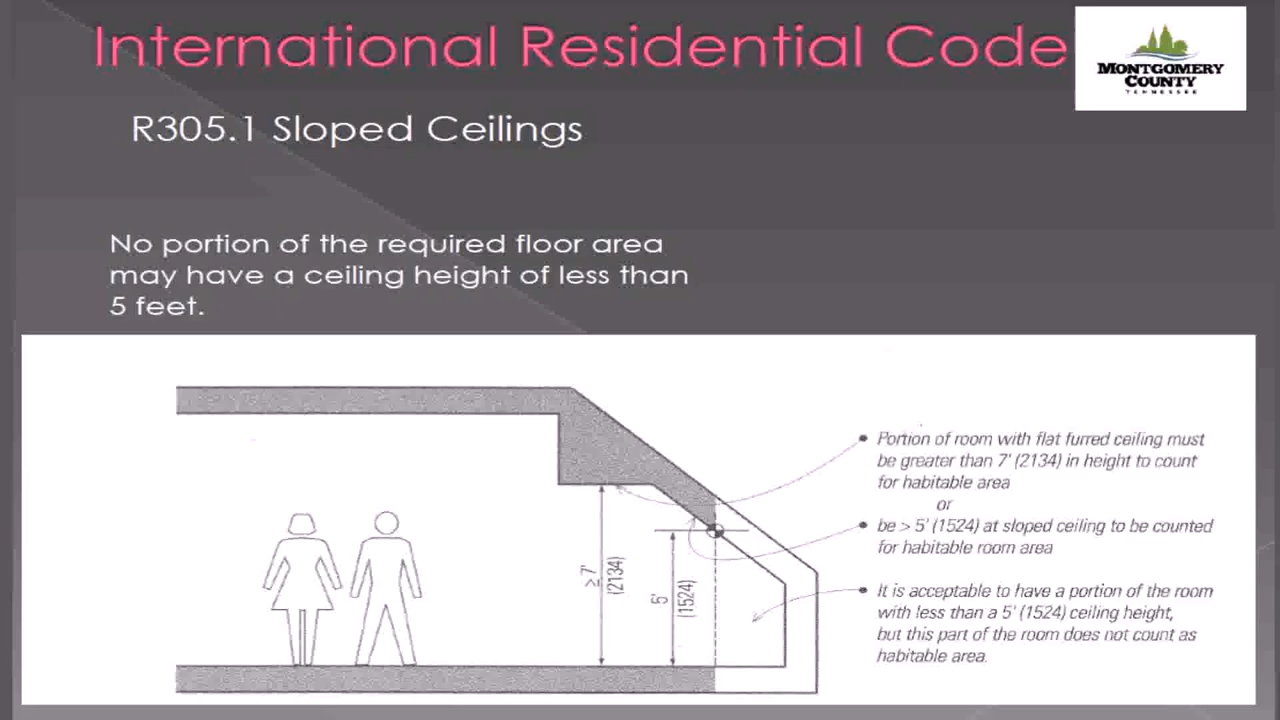 International Residential Code
MONTGOMERY
COUNTY
TENNESSEE
R305.1 Sloped Ceilings
No portion of the required floor area
may have a ceiling height of less than
5 feet.
Portion of room with flat furred ceiling must
be greater than 7' (2134) in height to count
for habitable area
or
be > 5' (1524) at sloped ceiling to be counted
for habitable room area
It is acceptable to have a portion of the room
with less than a 5' (1524) ceiling height,
but this part of the room does not count as
habitable area.
≥ 7'
(2134)
5'
(1524)